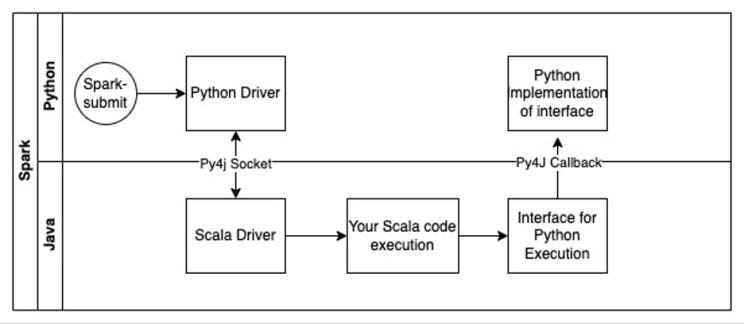 Spark
Python
Java
Spark-
submit
Python Driver
Python
Implementation
of interface
Py4j Socket
Py4J Callback
Scala Driver
Your Scala code
execution
Interface for
Python
Execution